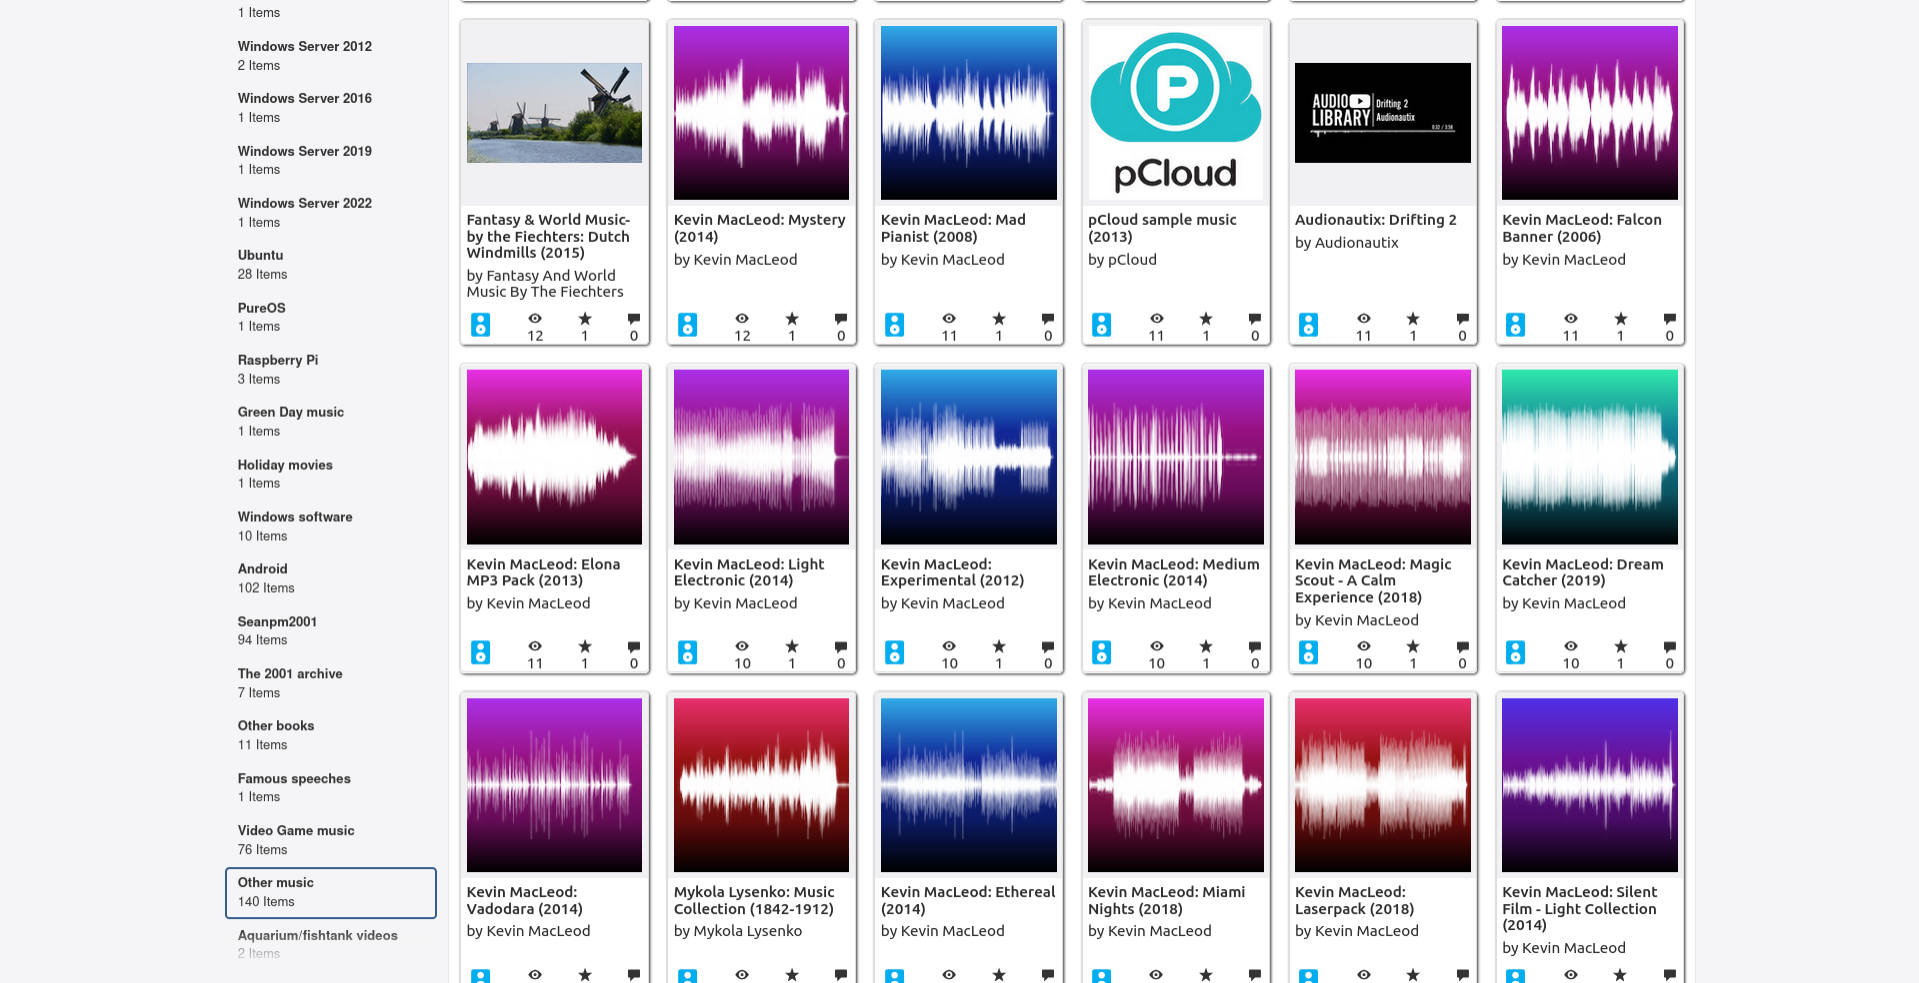 1 Items
Windows Server 2012
2 Items
Windows Server 2016
1 Items
Windows Server 2019
1 Items
Windows Server 2022
1 Items
Ubuntu
28 Items
PureOS
1 Items
Raspberry Pi
3 Items
Green Day music
1 Items
Holiday movies
1 Items
Windows software
10 Items
Android
102 Items
Seanpm2001
94 Items
The 2001 archive
7 Items
Other books
11 Items
Famous speeches
1 Items
Video Game music
76 Items
Other music
140 Items
Aquarium/fishtank videos
2 Items
Fantasy & World Music-
by the Fiechters: Dutch
Windmills (2015)
by Fantasy And World
Music By The Fiechters
12 1 0
Kevin MacLeod: Mystery
(2014)
by Kevin MacLeod
12 1 0
Kevin MacLeod: Mad
Pianist (2008)
by Kevin MacLeod
11 1 0
P
pCloud
pCloud sample music
(2013)
by pCloud
11 1 0
AUDIO
LIBRARY
Drifting 2
Audionautix
Audionautix: Drifting 2
by Audionautix
11 1 0
Kevin MacLeod: Falcon
Banner (2006)
by Kevin MacLeod
11 1 0
Kevin MacLeod: Elona
MP3 Pack (2013)
by Kevin MacLeod
11 1 0
Kevin MacLeod: Light
Electronic (2014)
by Kevin MacLeod
10 1 0
Kevin MacLeod:
Experimental (2012)
by Kevin MacLeod
10 1 0
Kevin MacLeod: Medium
Electronic (2014)
by Kevin MacLeod
10 1 0
Kevin MacLeod: Magic
Scout - A Calm
Experience (2018)
by Kevin MacLeod
10 1 0
Kevin MacLeod: Dream
Catcher (2019)
by Kevin MacLeod
10 1 0
Kevin MacLeod:
Vadodara (2014)
by Kevin MacLeod
Mykola Lysenko: Music
Collection (1842-1912)
by Mykola Lysenko
Kevin MacLeod: Ethereal
(2014)
by Kevin MacLeod
Kevin MacLeod: Miami
Nights (2018)
by Kevin MacLeod
Kevin MacLeod:
Laserpack (2018)
by Kevin MacLeod
Kevin MacLeod: Silent
Film - Light Collection
(2014)
by Kevin MacLeod